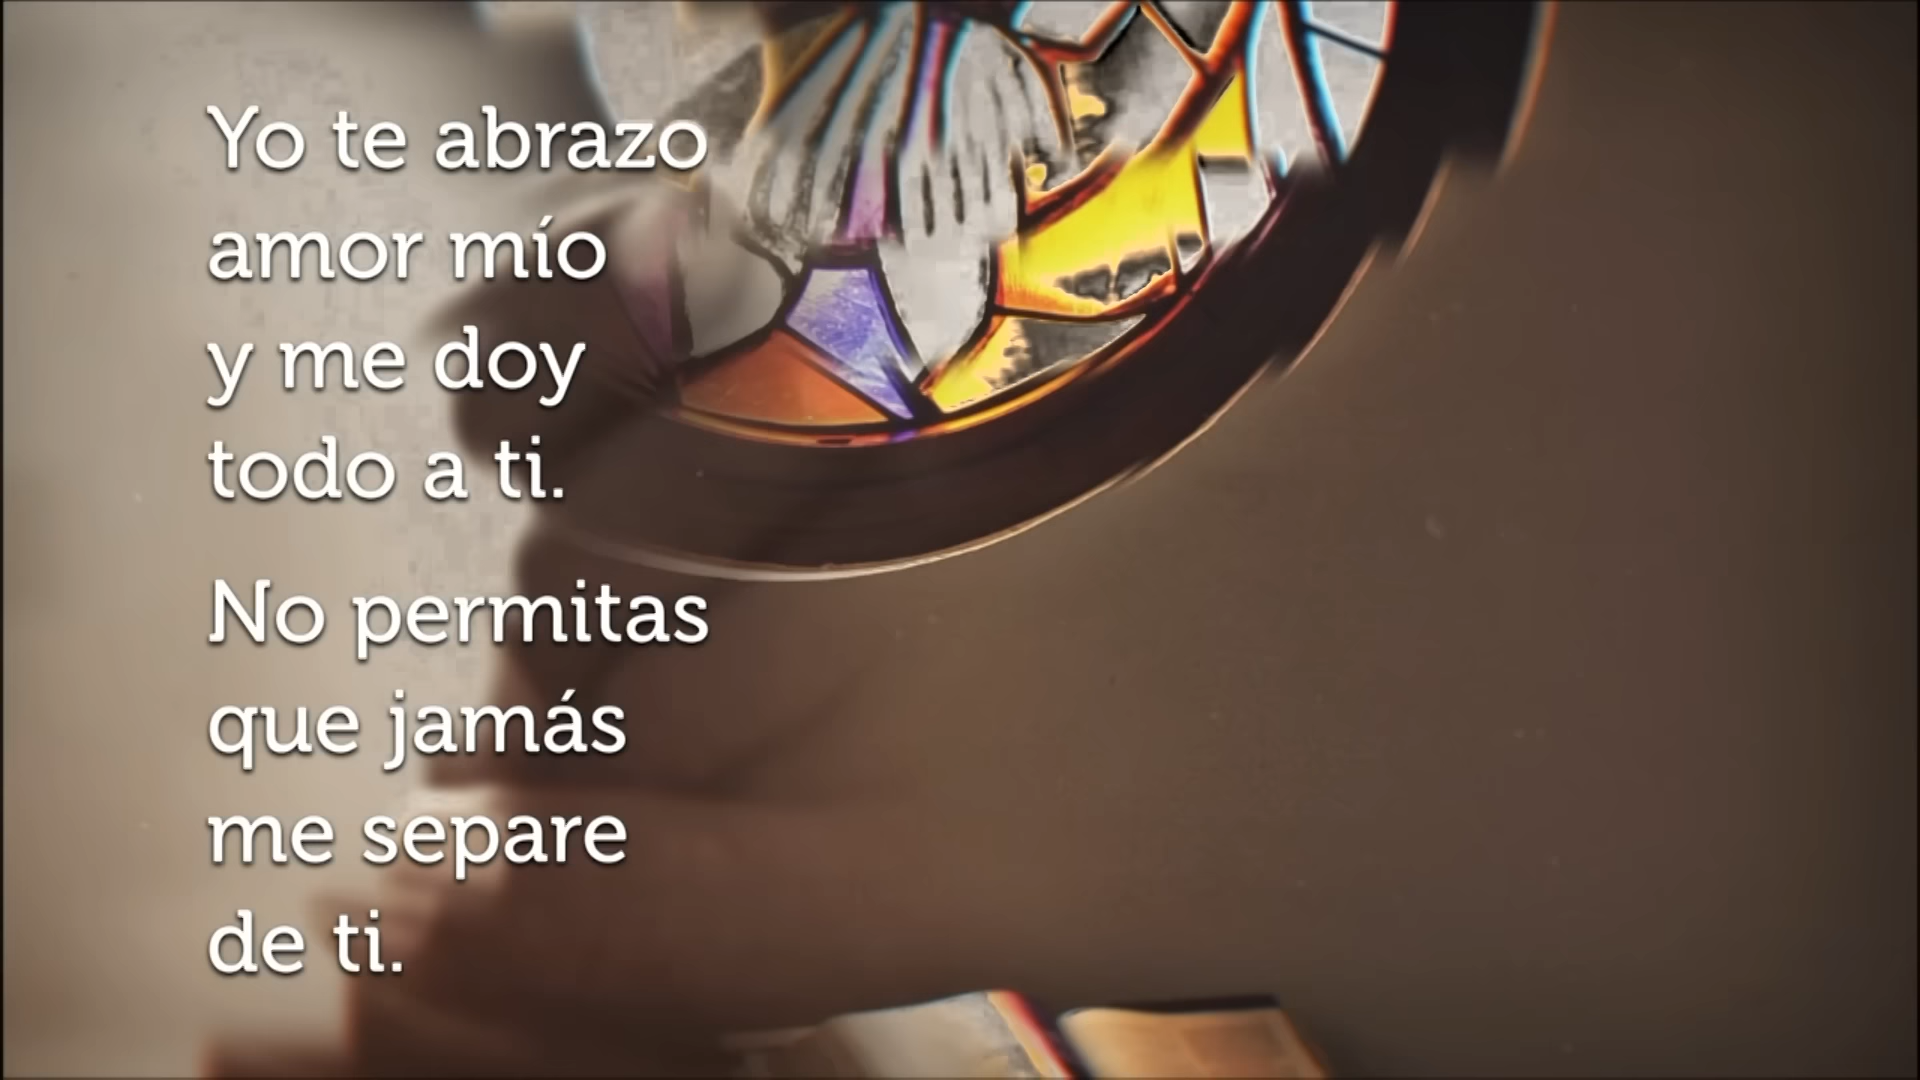 Yo te abrazo
amor mío
y me doy
todo a ti.
No permitas
que jamás
me separe
de ti.